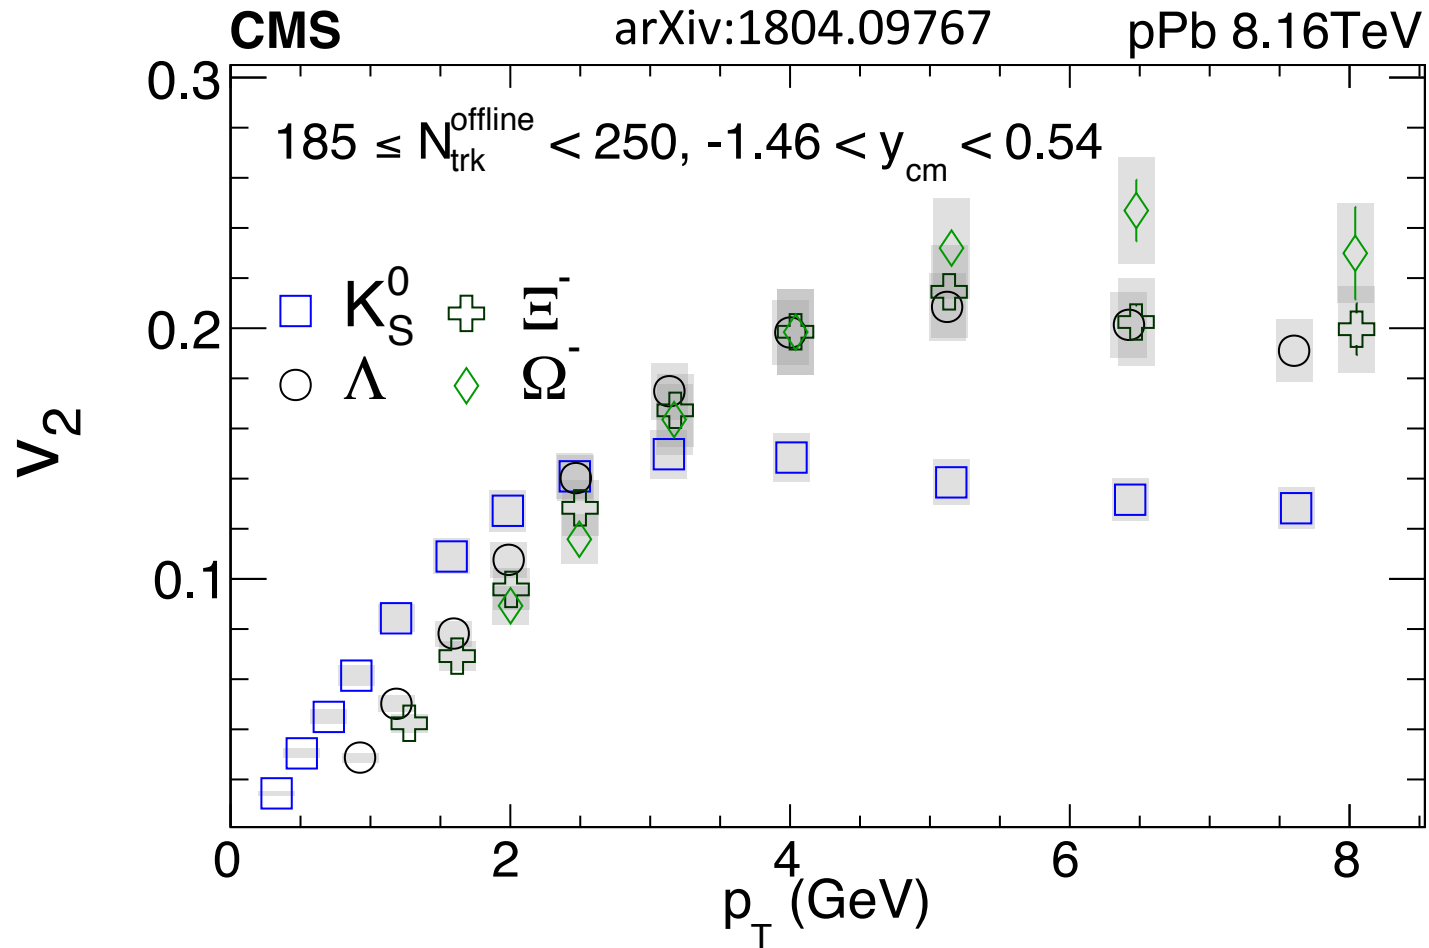 CMS arXiv:1804.09767 pPb 8.16TeV
185 ≤ N_trk^offline < 250, -1.46 < y_cm < 0.54
K_S^0 Ξ^-
Λ Ω^-
v_2
0.3
0.2
0.1
0 2 4 6 8
p_T (GeV)